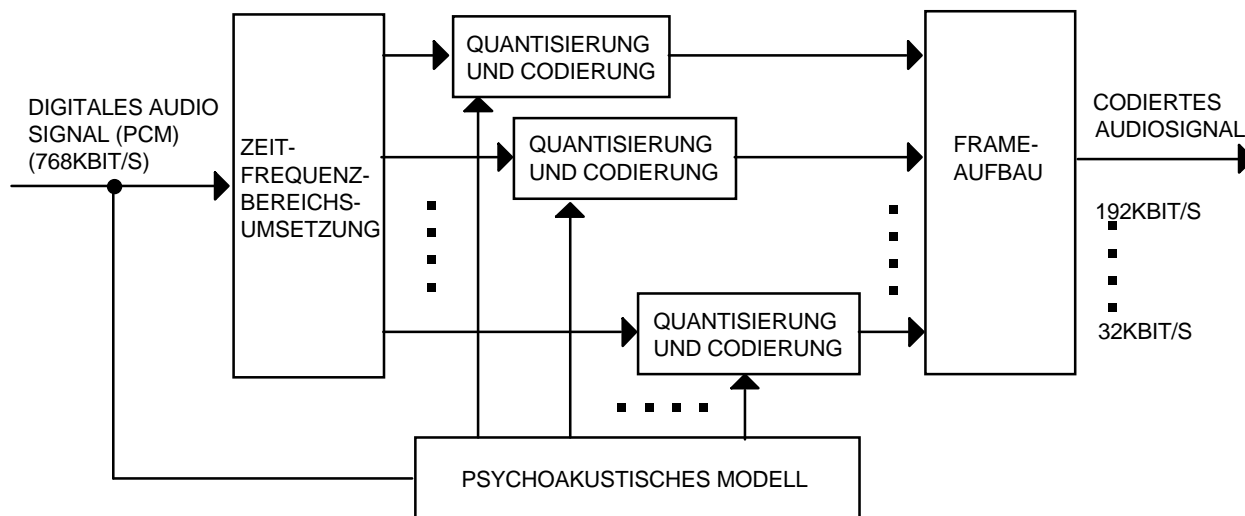 DIGITALES AUDIO
SIGNAL (PCM)
(768KBIT/S)
ZEIT-
FREQUENZ-
BEREICHS-
UMSETZUNG
QUANTISIERUNG
UND CODIERUNG
QUANTISIERUNG
UND CODIERUNG
QUANTISIERUNG
UND CODIERUNG
PSYCHOAKUSTISCHES MODELL
FRAME-
AUFBAU
CODIERTES
AUDIOSIGNAL
192KBIT/S
32KBIT/S